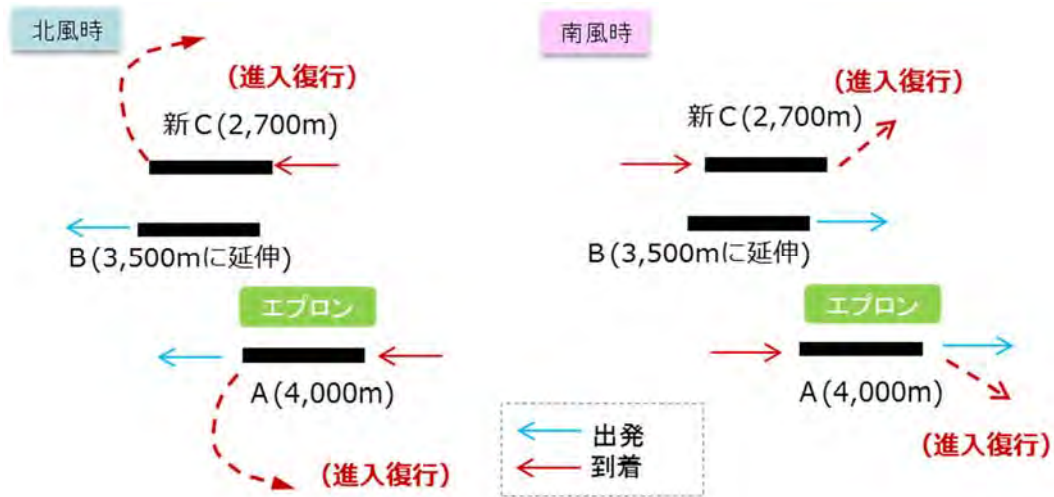 北風時
(進入復行)
新C(2,700m)
B(3,500mに延伸)
エプロン
A(4,000m)
(進入復行)
南風時
(進入復行)
新C(2,700m)
B(3,500mに延伸)
エプロン
A(4,000m)
(進入復行)
出発
到着